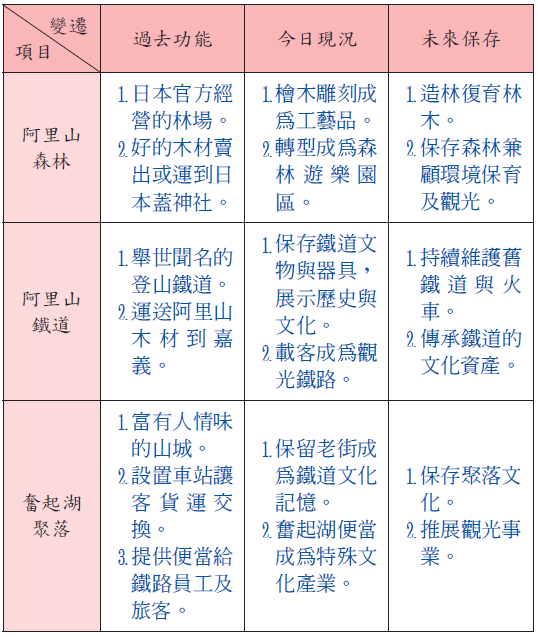 變遷
項目
過去功能
今日現況
未來保存
阿里山
森林
1.日本官方經
營的林場。
2.好的木材賣
出或運到日
本蓋神社。
1.檜木雕刻成
為工藝品。
2.轉型成為森
林遊樂園
區。
1.造林復育林
木。
2.保存森林兼
顧環境保育
及觀光。
阿里山
鐵道
1.舉世聞名的
登山鐵道。
2.運送阿里山
木材到嘉
義。
1.保存鐵道文
物與器具，
展示歷史與
文化。
2.載客成為觀
光鐵路。
1.持續維護舊
鐵道與火
車。
2.傳承鐵道的
文化資產。
奮起湖
聚落
1.富有人情味
的山城。
2.設置車站讓
客貨運交
換。
3.提供便當給
鐵路員工及
旅客。
1.保留老街成
為鐵道文化
記憶。
2.奮起湖便當
成為特殊文
化產業。
1.保存聚落文
化。
2.推展觀光事
業。